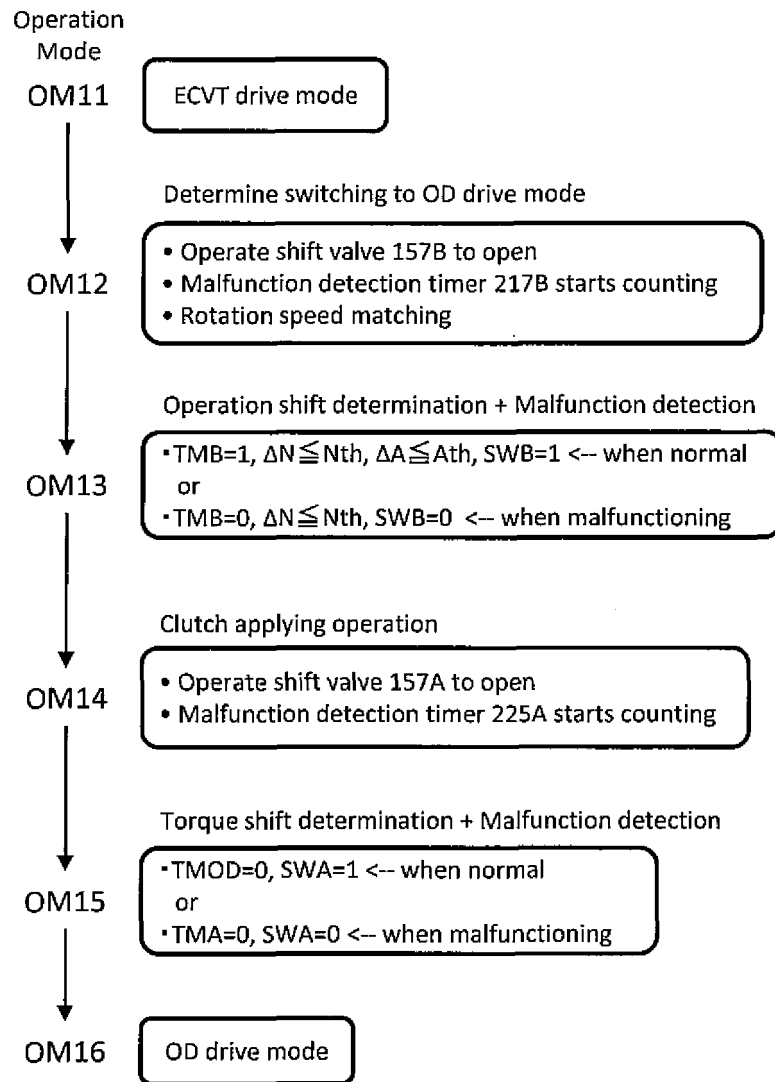 Operation
Mode
OM11
ECVT drive mode
Determine switching to OD drive mode
OM12
• Operate shift valve 157B to open
• Malfunction detection timer 217B starts counting
• Rotation speed matching
Operation shift determination + Malfunction detection
OM13
・TMB=1, ΔN≦Nth, ΔA≦Ath, SWB=1 <-- when normal
or
・TMB=0, ΔN≦Nth, SWB=0 <-- when malfunctioning
Clutch applying operation
OM14
• Operate shift valve 157A to open
• Malfunction detection timer 225A starts counting
Torque shift determination + Malfunction detection
OM15
・TMOD=0, SWA=1 <-- when normal
or
・TMA=0, SWA=0 <-- when malfunctioning
OM16
OD drive mode